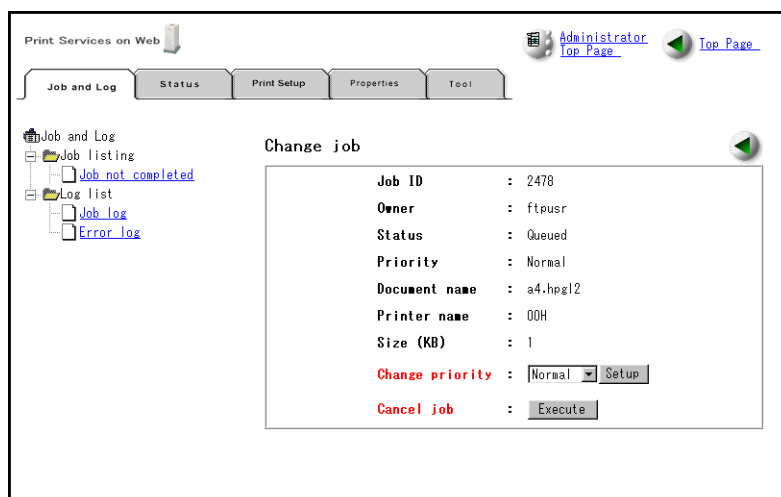 Print Services on Web
Administrator
Top Page
Top Page
Job and Log
Status
Print Setup
Properties
Tool
Job and Log
Job listing
Job not completed
Log list
Job log
Error log
Change job
Job ID : 2478
Owner : ftpusr
Status : Queued
Priority : Normal
Document name : a4.hpgl2
Printer name : 00H
Size (KB) : 1
Change priority : Normal Setup
Cancel job : Execute